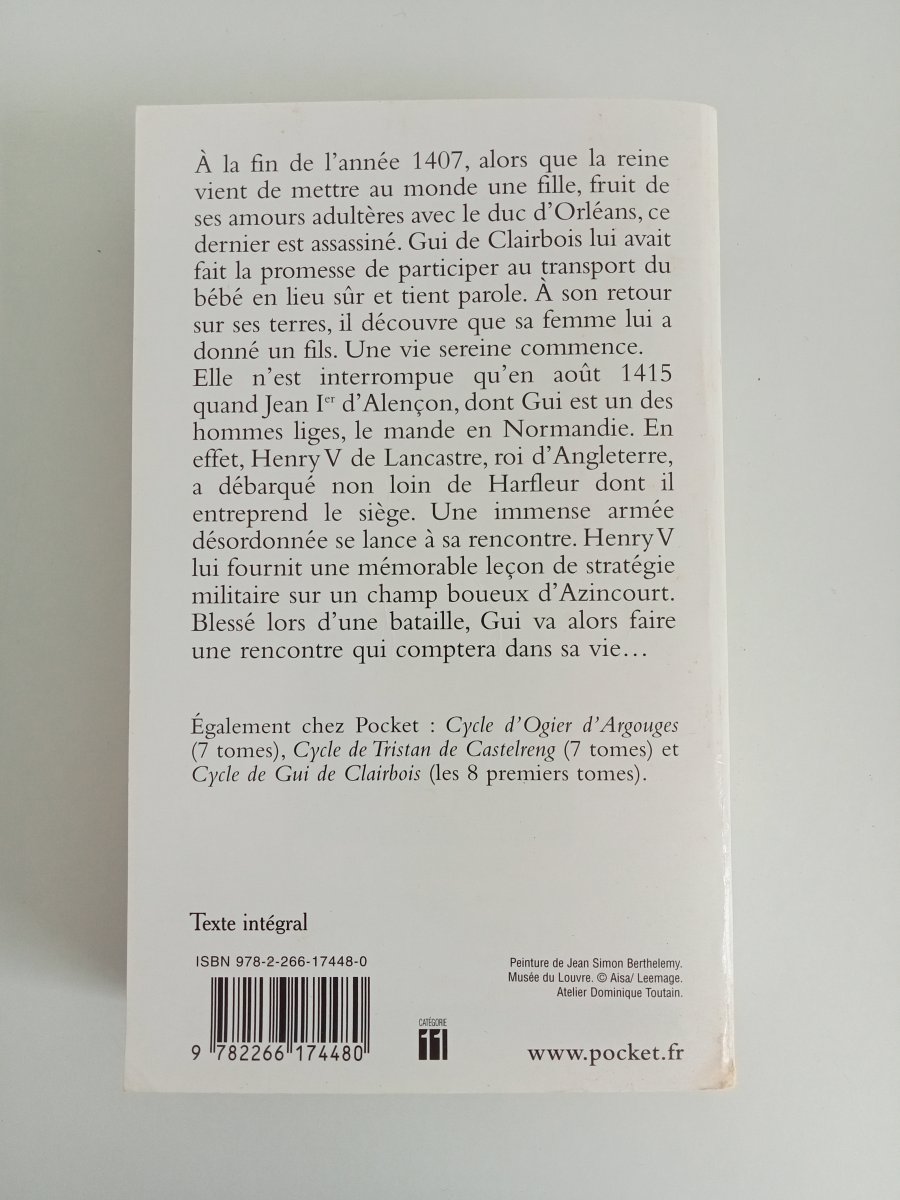 À la fin de l'année 1407, alors que la reine
vient de mettre au monde une fille, fruit de
ses amours adultères avec le duc d'Orléans, ce
dernier est assassiné. Gui de Clairbois lui avait
fait la promesse de participer au transport du
bébé en lieu sûr et tient parole. À son retour
sur ses terres, il découvre que sa femme lui a
donné un fils. Une vie sereine commence.
Elle n'est interrompue qu'en août 1415
quand Jean Ier d'Alençon, dont Gui est un des
hommes liges, le mande en Normandie. En
effet, Henry V de Lancastre, roi d'Angleterre,
a débarqué non loin de Harfleur dont il
entreprend le siège. Une immense armée
désordonnée se lance à sa rencontre. Henry V
lui fournit une mémorable leçon de stratégie
militaire sur un champ boueux d'Azincourt.
Blessé lors d'une bataille, Gui va alors faire
une rencontre qui comptera dans sa vie…
Également chez Pocket : Cycle d'Ogier d'Argouges
(7 tomes), Cycle de Tristan de Castelreng (7 tomes) et
Cycle de Gui de Clairbois (les 8 premiers tomes).
Texte intégral
ISBN 978-2-266-17448-0
9 782266 174480
CATÉGORIE
11
Peinture de Jean Simon Berthelemy.
Musée du Louvre. © Aisa/ Leemage.
Atelier Dominique Toutain.
www.pocket.fr